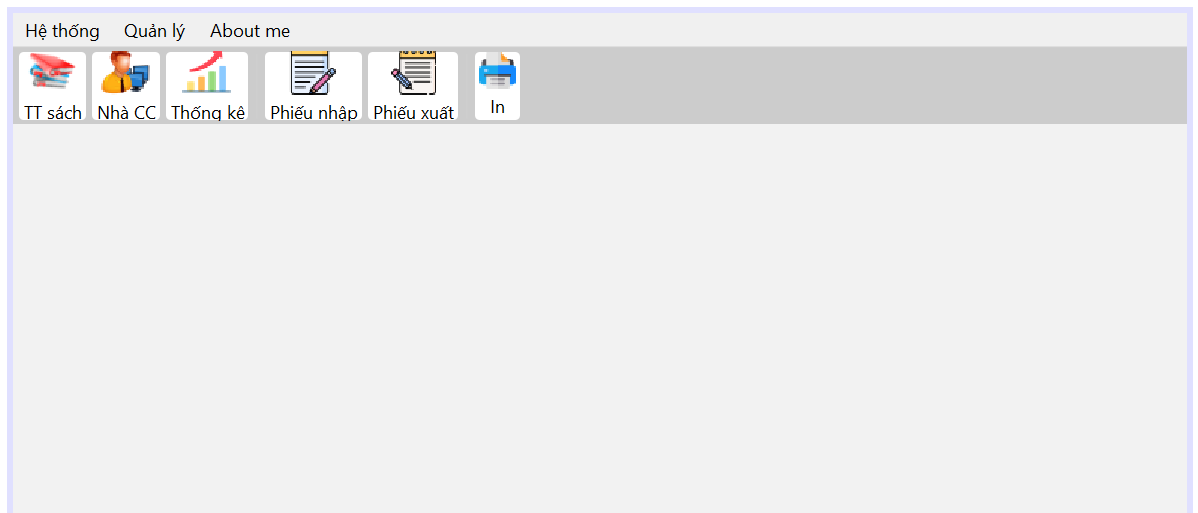 Hệ thống Quản lý About me
TT sách Nhà CC Thống kê Phiếu nhập Phiếu xuất In